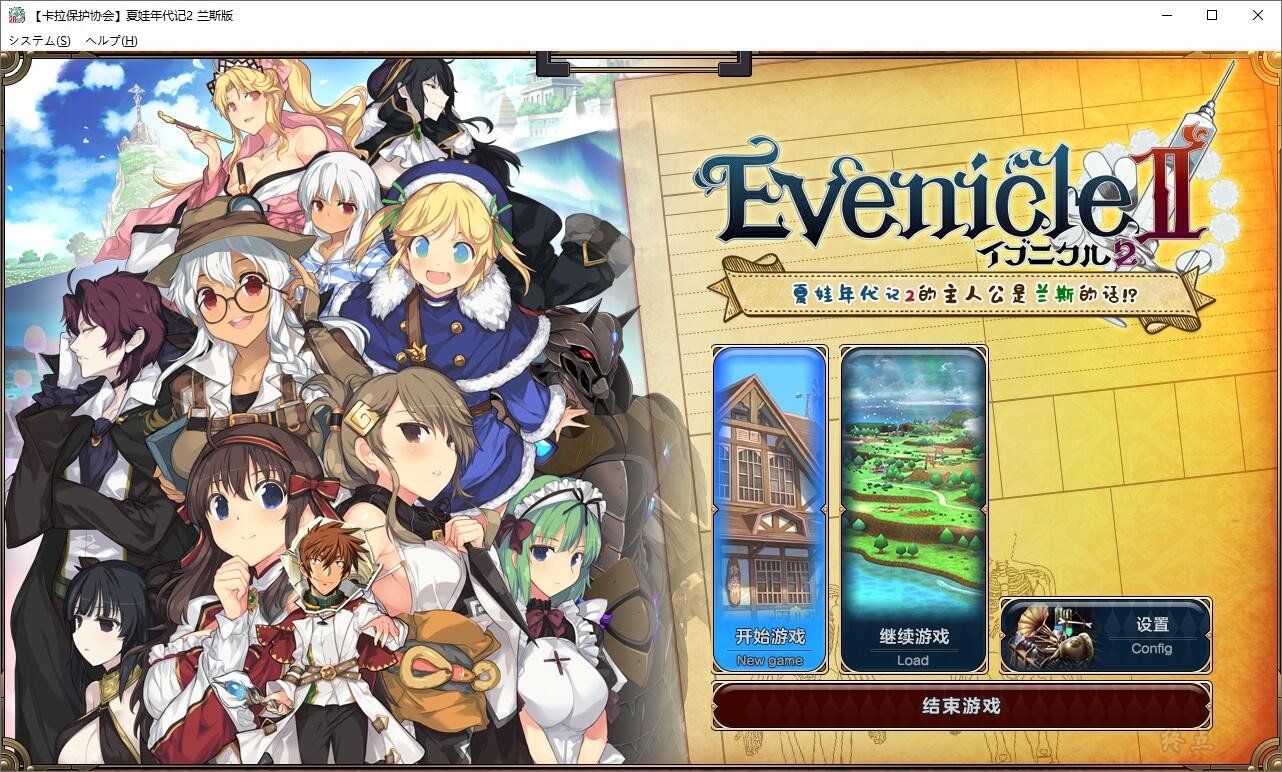 【卡拉保护协会】夏娃年代记2 兰斯版
システム(S) ヘルプ(H)
Evenicle II
イブニクル2
夏娃年代记2的主人公是兰斯的话!?
开始游戏
New game
继续游戏
Load
设置
Config
结束游戏